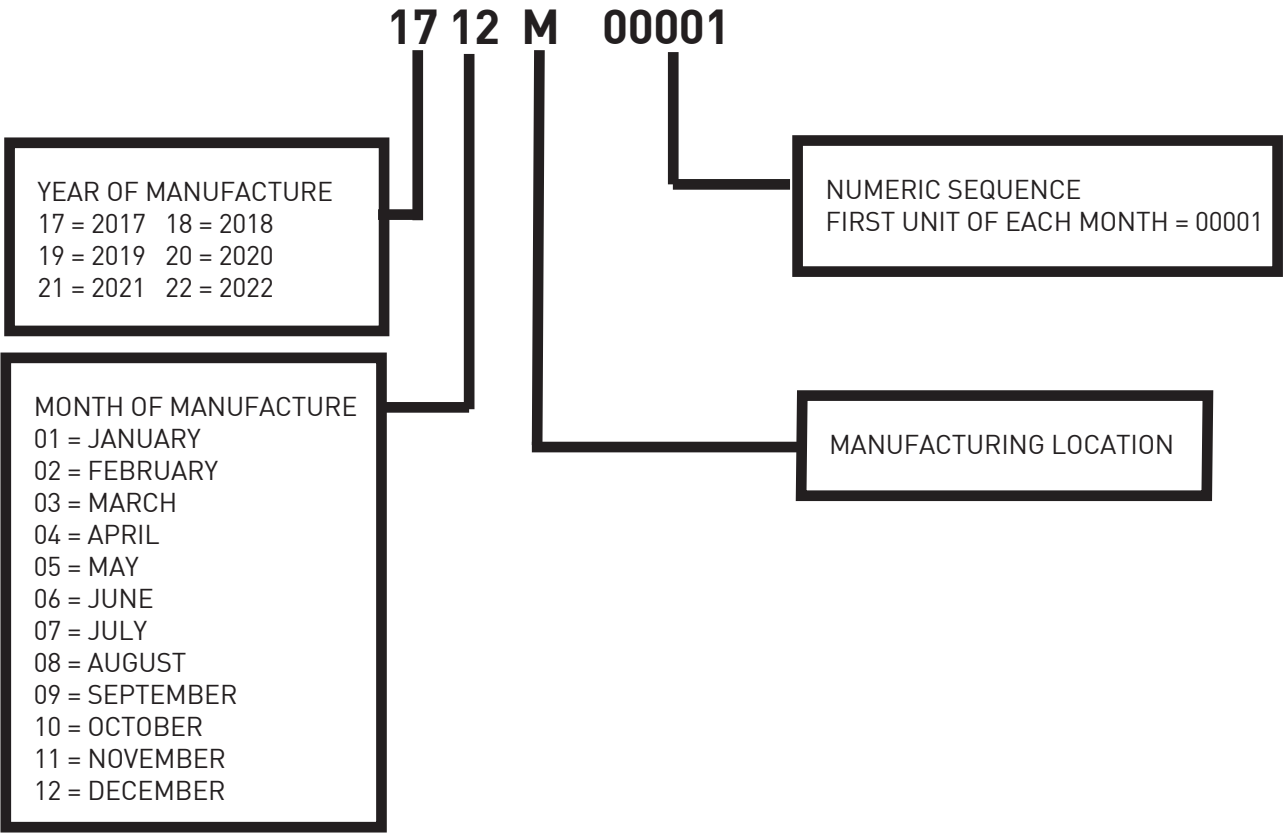 17 12 M 00001
YEAR OF MANUFACTURE
17 = 2017 18 = 2018
19 = 2019 20 = 2020
21 = 2021 22 = 2022
NUMERIC SEQUENCE
FIRST UNIT OF EACH MONTH = 00001
MONTH OF MANUFACTURE
01 = JANUARY
02 = FEBRUARY
03 = MARCH
04 = APRIL
05 = MAY
06 = JUNE
07 = JULY
08 = AUGUST
09 = SEPTEMBER
10 = OCTOBER
11 = NOVEMBER
12 = DECEMBER
MANUFACTURING LOCATION